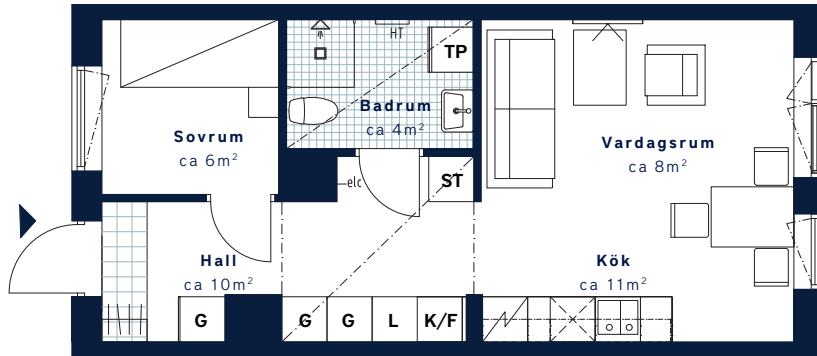 HT
TP
Badrum
ca 4m²
Sovrum
ca 6m²
Vardagsrum
ca 8m²
elc
ST
Hall
ca 10m²
Kök
ca 11m²
G
G
G
L
K/F